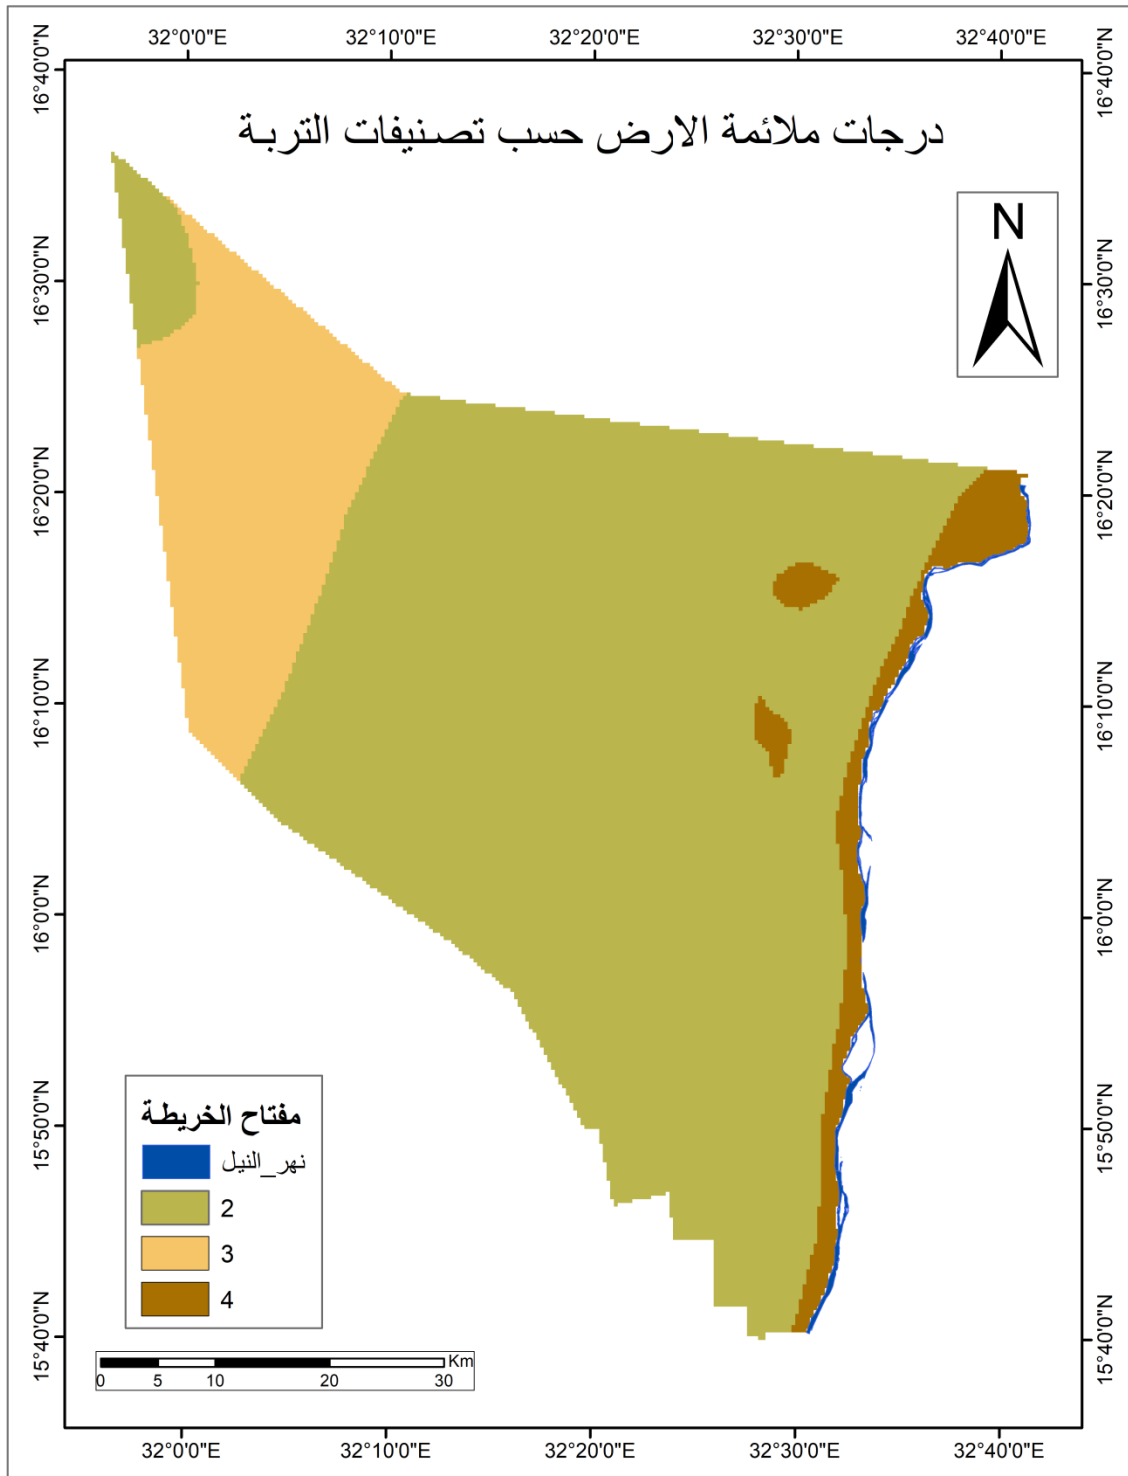 32°0'0"E 32°10'0"E 32°20'0"E 32°30'0"E 32°40'0"E
درجات ملائمة الارض حسب تصنيفات التربة
N
16°40'0"N 16°40'0"N
16°30'0"N 16°30'0"N
16°20'0"N 16°20'0"N
16°10'0"N 16°10'0"N
16°0'0"N 16°0'0"N
15°50'0"N 15°50'0"N
15°40'0"N 15°40'0"N
مفتاح الخريطة
نهر_النيل
2
3
4
Km
0 5 10 20 30
32°0'0"E 32°10'0"E 32°20'0"E 32°30'0"E 32°40'0"E